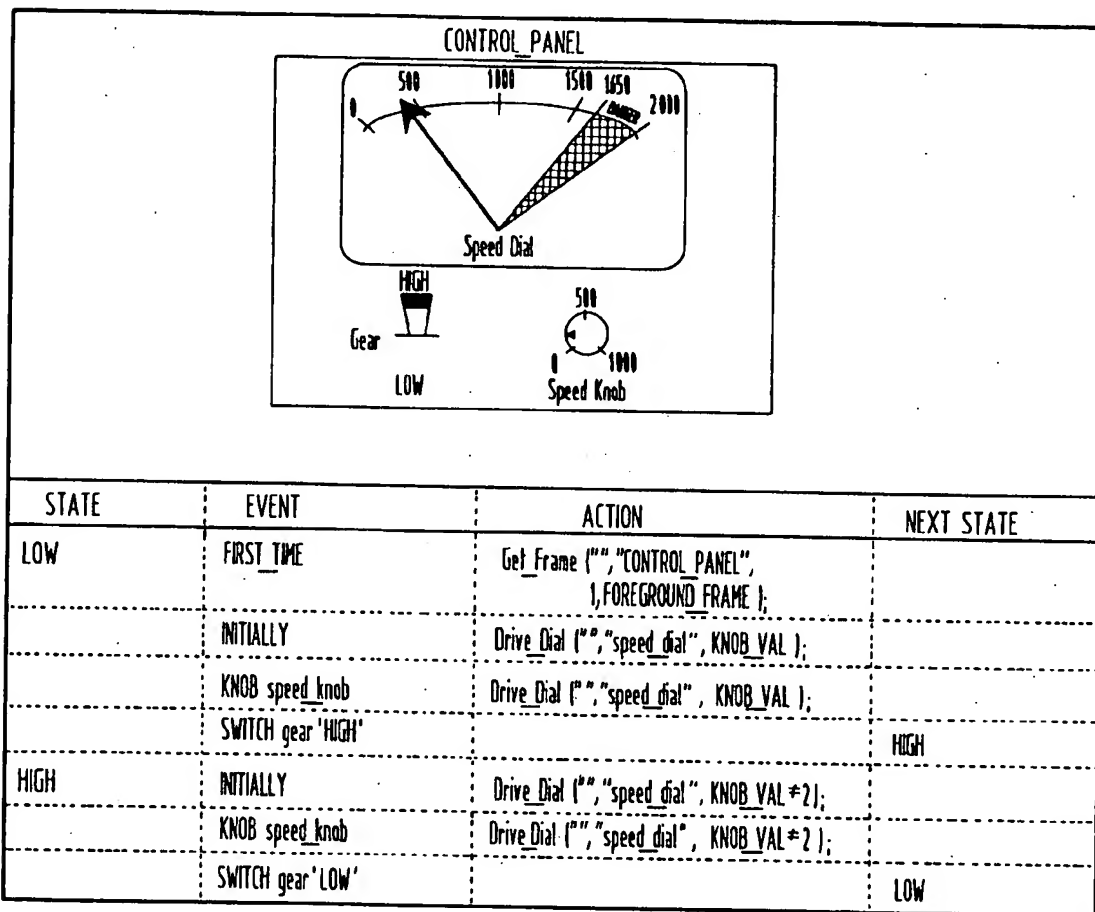 CONTROL_PANEL
0 500 1000 1500 1650 2000
DANGER
Speed Dial
HIGH
Gear
LOW
500
0 1000
Speed Knob
STATE EVENT ACTION NEXT STATE
LOW FIRST_TIME Get_Frame ("","CONTROL_PANEL",
1,FOREGROUND_FRAME );
INITIALLY Drive_Dial ("","speed_dial", KNOB_VAL );
KNOB speed_knob Drive_Dial ("","speed_dial" , KNOB_VAL );
SWITCH gear'HIGH' HIGH
HIGH INITIALLY Drive_Dial ("","speed_dial", KNOB_VAL*2);
KNOB speed_knob Drive_Dial ("","speed_dial" , KNOB_VAL*2 );
SWITCH gear'LOW' LOW